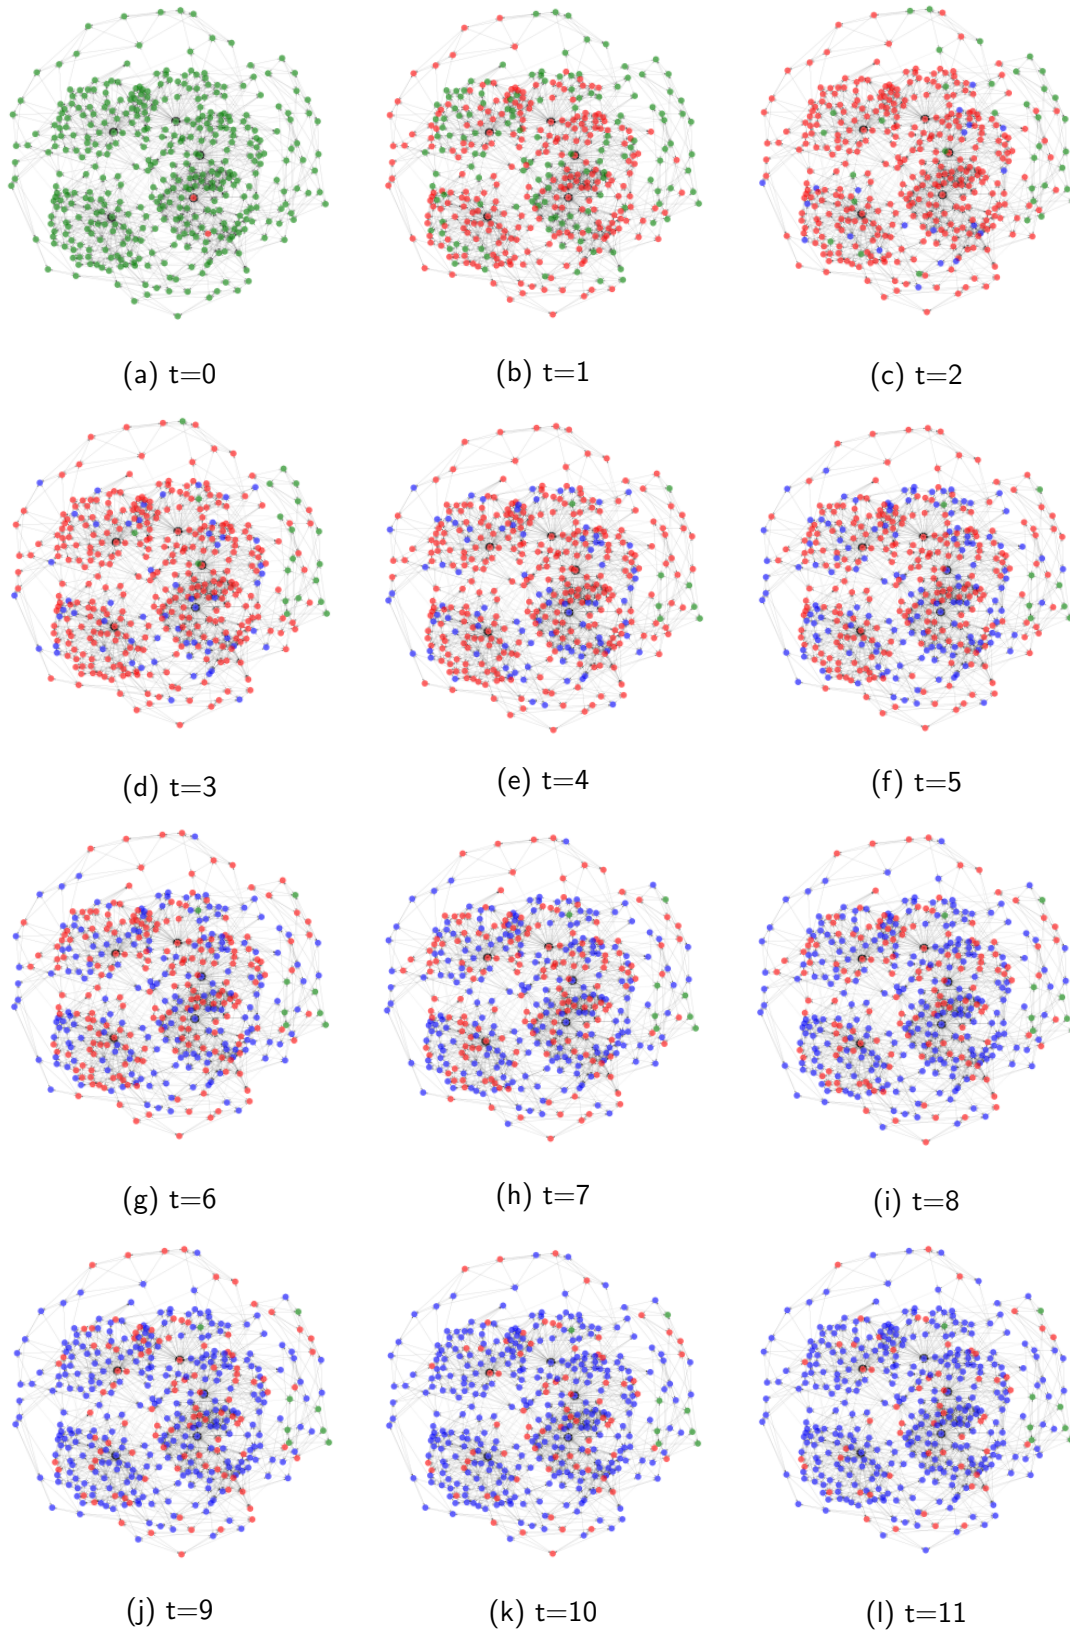 (a) t=0
(b) t=1
(c) t=2
(d) t=3
(e) t=4
(f) t=5
(g) t=6
(h) t=7
(i) t=8
(j) t=9
(k) t=10
(l) t=11